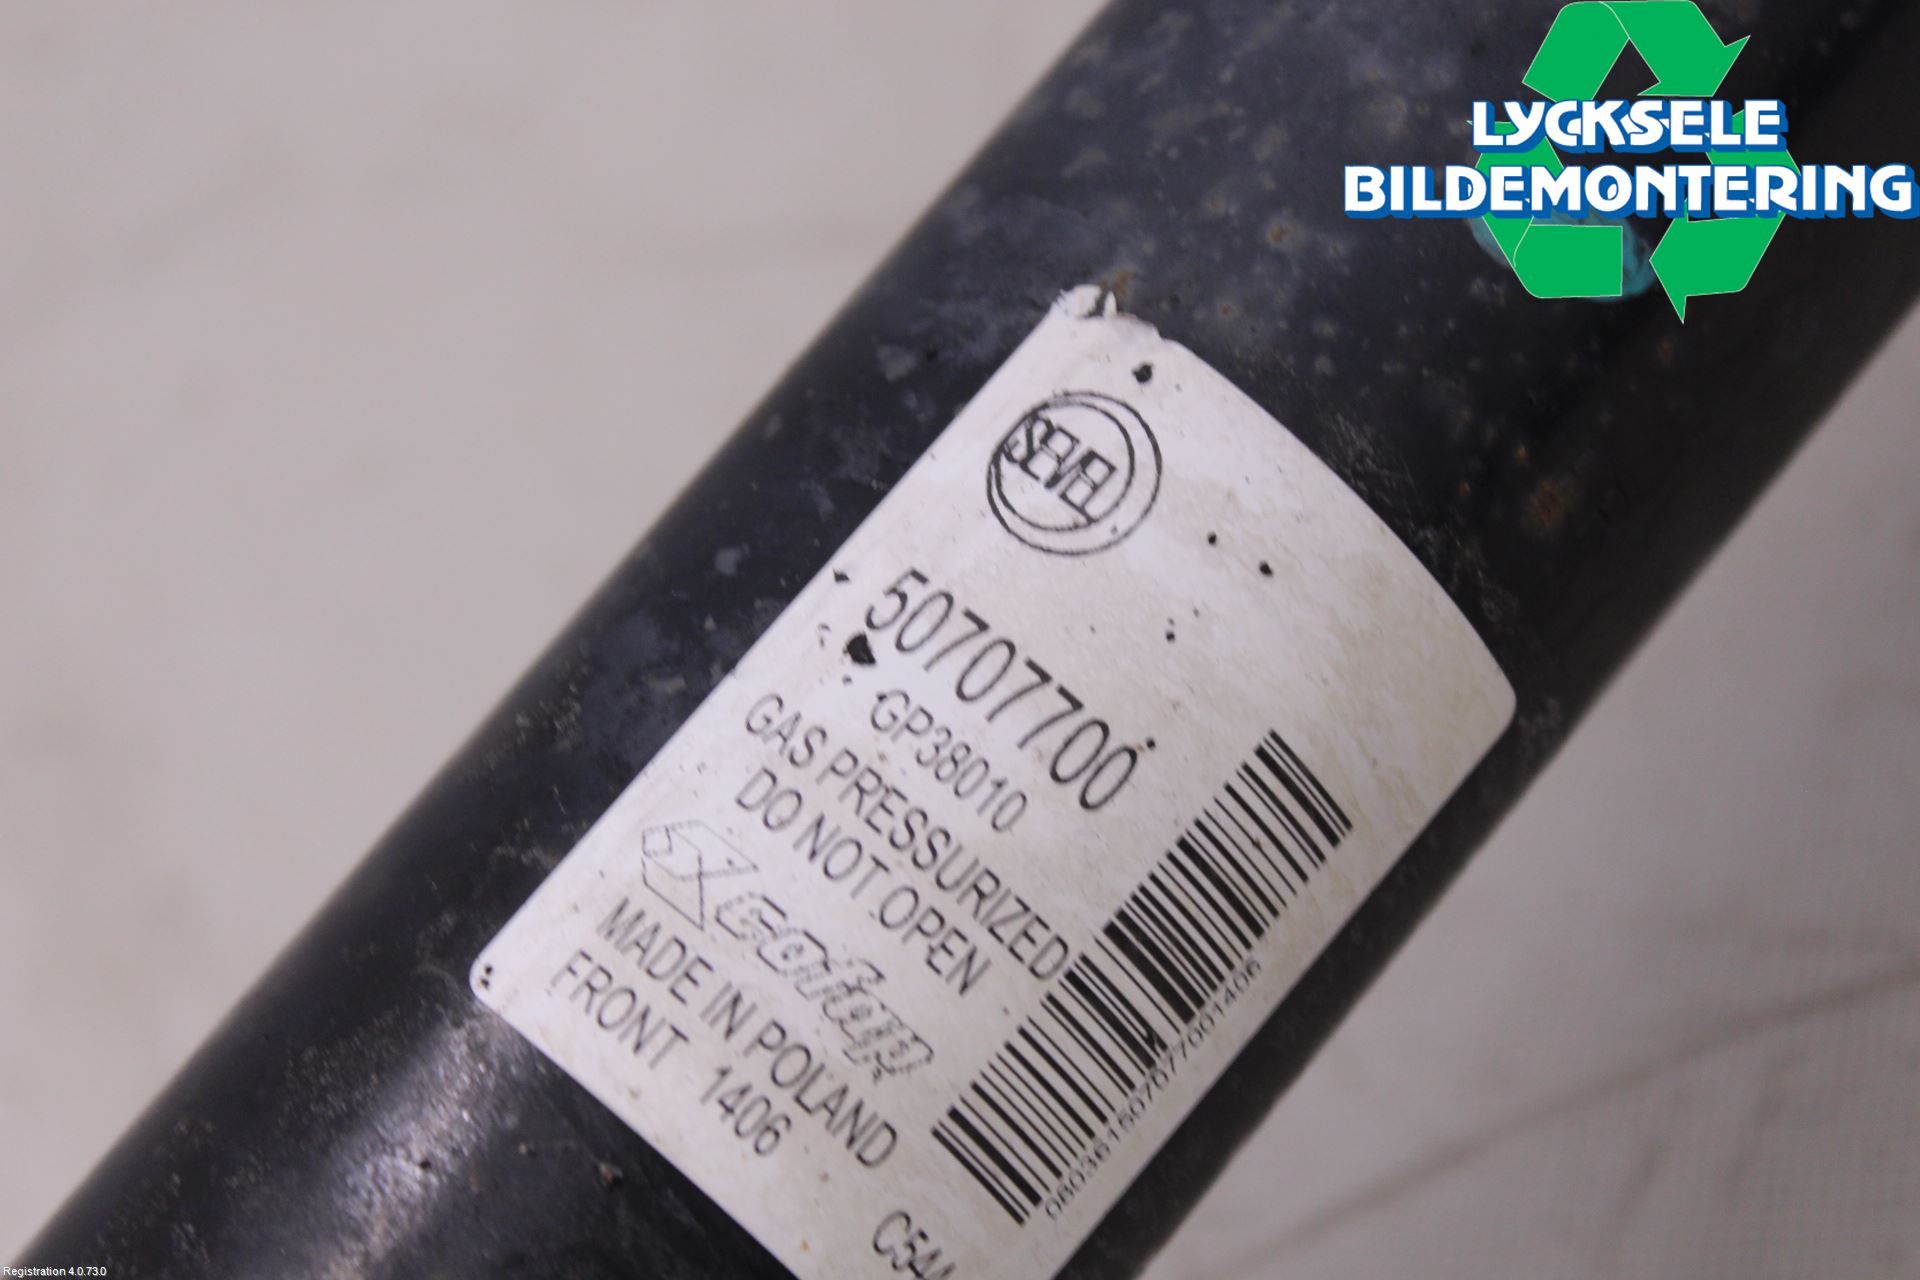 LYCKSELE
BILDEMONTERING
SEVEL
50707700
GP38010
GAS PRESSURIZED
DO NOT OPEN
MADE IN POLAND
FRONT 1406
060361507077001406
Registration 4.0.73.0